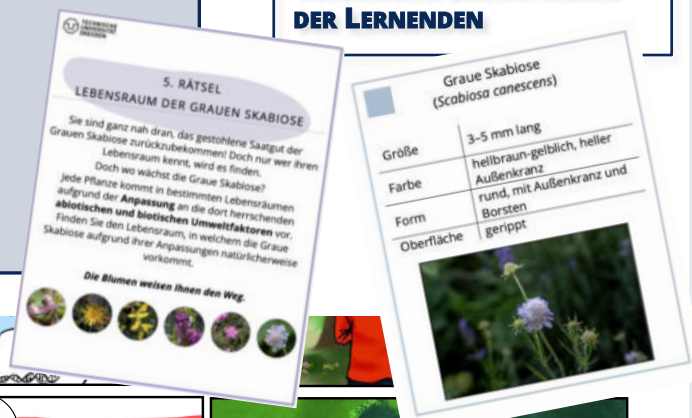 DER LERNENDEN
TECHNISCHE
UNIVERSITÄT
DRESDEN
5. RÄTSEL
LEBENSRAUM DER GRAUEN SKABIOSE
Sie sind ganz nah dran, das gestohlene Saatgut der
Grauen Skabiose zurückzubekommen! Doch nur wer ihren
Lebensraum kennt, wird es finden.
Doch wo wächst die Graue Skabiose?
Jede Pflanze kommt in bestimmten Lebensräumen
aufgrund der Anpassung an die dort herrschenden
abiotischen und biotischen Umweltfaktoren vor.
Finden Sie den Lebensraum, in welchem die Graue
Skabiose aufgrund ihrer Anpassungen natürlicherweise
vorkommt.
Die Blumen weisen Ihnen den Weg.
Graue Skabiose
(Scabiosa canescens)
Größe 3–5 mm lang
Farbe hellbraun-gelblich, heller
Außenkranz
Form rund, mit Außenkranz und
Borsten
Oberfläche gerippt